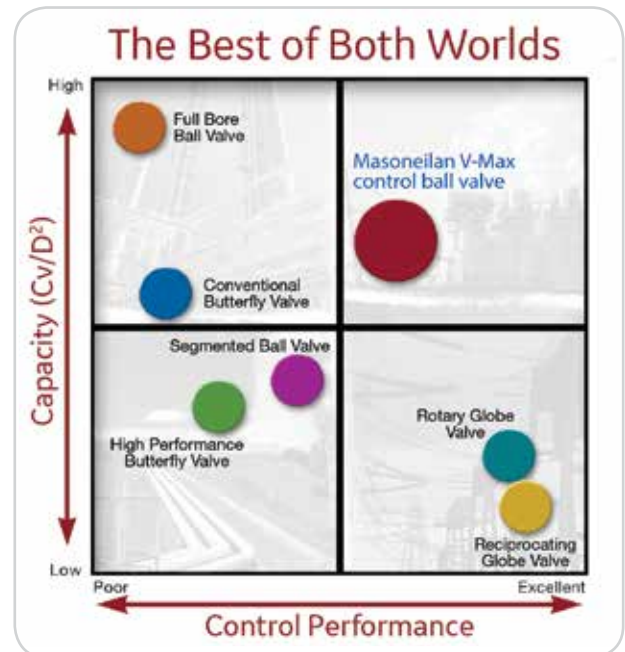 The Best of Both Worlds
High
Full Bore
Ball Valve
Masoneilan V-Max
control ball valve
Conventional
Butterfly Valve
Capacity (Cv/D²)
Segmented Ball Valve
High Performance
Butterfly Valve
Rotary Globe
Valve
Reciprocating
Globe Valve
Low
Poor
Excellent
Control Performance